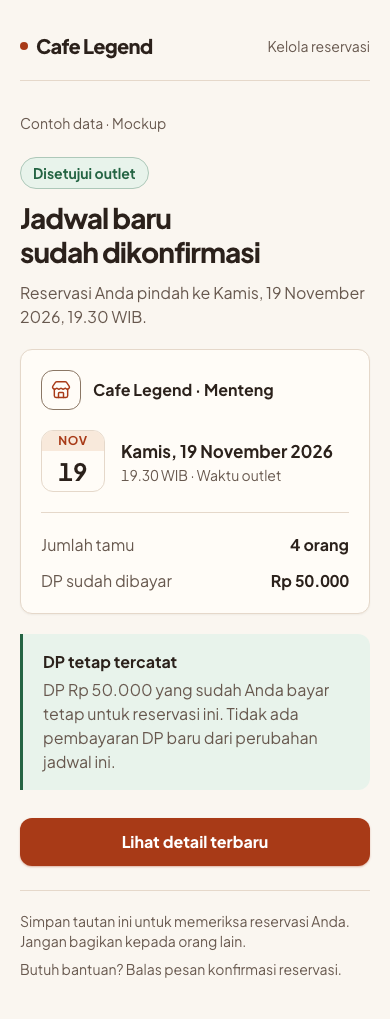 Cafe Legend
Kelola reservasi
Contoh data · Mockup
Disetujui outlet
Jadwal baru
sudah dikonfirmasi
Reservasi Anda pindah ke Kamis, 19 November
2026, 19.30 WIB.
Cafe Legend · Menteng
NOV
19
Kamis, 19 November 2026
19.30 WIB · Waktu outlet
Jumlah tamu
4 orang
DP sudah dibayar
Rp 50.000
DP tetap tercatat
DP Rp 50.000 yang sudah Anda bayar
tetap untuk reservasi ini. Tidak ada
pembayaran DP baru dari perubahan
jadwal ini.
Lihat detail terbaru
Simpan tautan ini untuk memeriksa reservasi Anda.
Jangan bagikan kepada orang lain.
Butuh bantuan? Balas pesan konfirmasi reservasi.